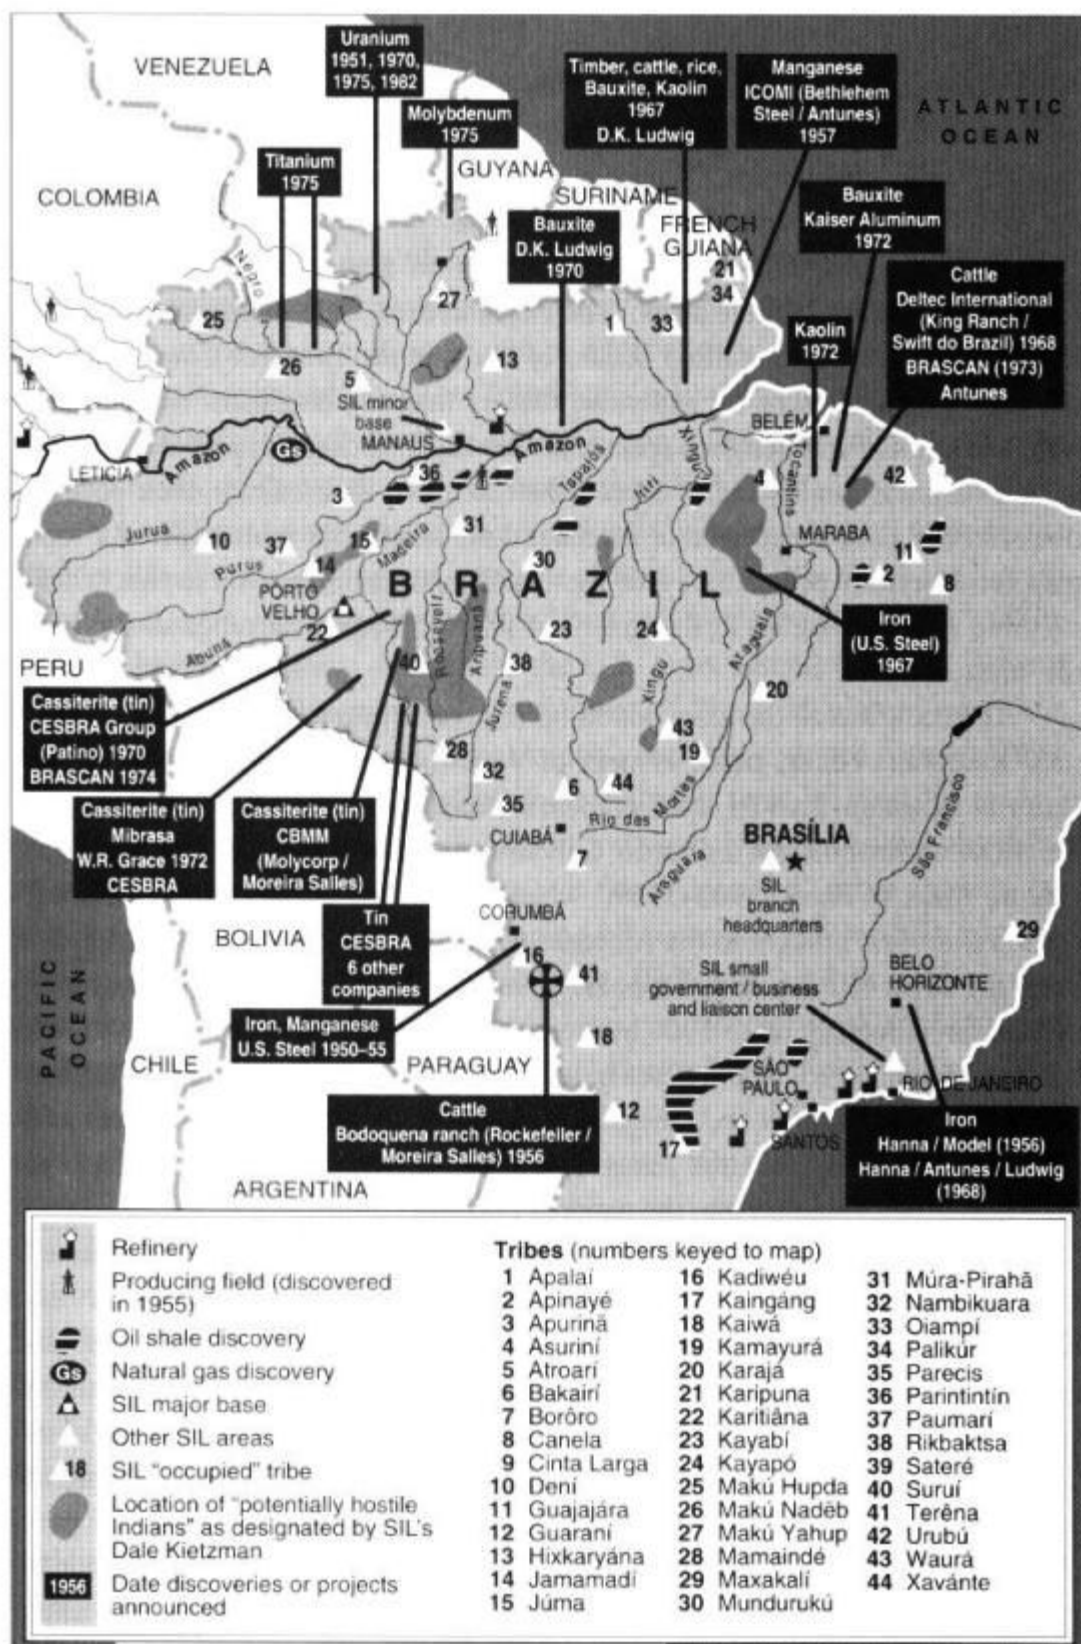 VENEZUELA
Uranium
1951, 1970,
1975, 1982
Timber, cattle, rice,
Bauxite, Kaolin
1967
D.K. Ludwig
Manganese
ICOMI (Bethlehem
Steel / Antunes)
1957
ATLANTIC
OCEAN
Molybdenum
1975
Titanium
1975
GUYANA
SURINAME
FRENCH
GUIANA
COLOMBIA
Bauxite
D.K. Ludwig
1970
Bauxite
Kaiser Aluminum
1972
21
34
Cattle
Deltec International
(King Ranch /
Swift do Brazil) 1968
BRASCAN (1973)
Antunes
Kaolin
1972
Negro
25
27
1
33
26
5
13
SIL minor
base
MANAUS
BELÉM
LETICIA
Amazon
Gs
Amazon
Tapajós
Xingu
Iriri
Tocantins
36
3
4
42
MARABA
Jurua
10
37
Purus
15
14
Madeira
31
30
11
2
8
BRAZIL
PORTO
VELHO
22
Abuna
Roosevelt
Aripuanã
23
24
Iron
(U.S. Steel)
1967
PERU
40
38
Juruena
Xingu
Araguaia
20
Cassiterite (tin)
CESBRA Group
(Patino) 1970
BRASCAN 1974
28
43
19
32
6
44
35
Cassiterite (tin)
Mibrasa
W.R. Grace 1972
CESBRA
Cassiterite (tin)
CBMM
(Molycorp /
Moreira Salles)
CUIABÁ
Rio das Mortes
7
BRASÍLIA
SIL
branch
headquarters
Araguaia
São Francisco
Tin
CESBRA
6 other
companies
CORUMBÁ
BOLIVIA
16
41
29
SIL small
government / business
and liaison center
BELO
HORIZONTE
PACIFIC
OCEAN
Iron, Manganese
U.S. Steel 1950–55
18
CHILE
PARAGUAY
SÃO
PAULO
RIO DE JANEIRO
Cattle
Bodoquena ranch (Rockefeller /
Moreira Salles) 1956
12
17
SANTOS
Iron
Hanna / Model (1956)
Hanna / Antunes / Ludwig
(1968)
ARGENTINA
Refinery
Producing field (discovered
in 1955)
Oil shale discovery
Gs Natural gas discovery
SIL major base
Other SIL areas
18 SIL "occupied" tribe
Location of "potentially hostile
Indians" as designated by SIL's
Dale Kietzman
1956 Date discoveries or projects
announced
Tribes (numbers keyed to map)
1 Apalaí
2 Apinayé
3 Apurinã
4 Asuriní
5 Atroarí
6 Bakairí
7 Borôro
8 Canela
9 Cinta Larga
10 Dení
11 Guajajára
12 Guaraní
13 Hixkaryána
14 Jamamadí
15 Júma
16 Kadiwéu
17 Kaingáng
18 Kaiwá
19 Kamayurá
20 Karajá
21 Karipuna
22 Karitiâna
23 Kayabí
24 Kayapó
25 Makú Hupda
26 Makú Nadëb
27 Makú Yahup
28 Mamaindé
29 Maxakalí
30 Mundurukú
31 Múra-Pirahã
32 Nambikuara
33 Oiampí
34 Palikúr
35 Parecis
36 Parintintín
37 Paumarí
38 Rikbaktsa
39 Sateré
40 Suruí
41 Terêna
42 Urubú
43 Waurá
44 Xavánte